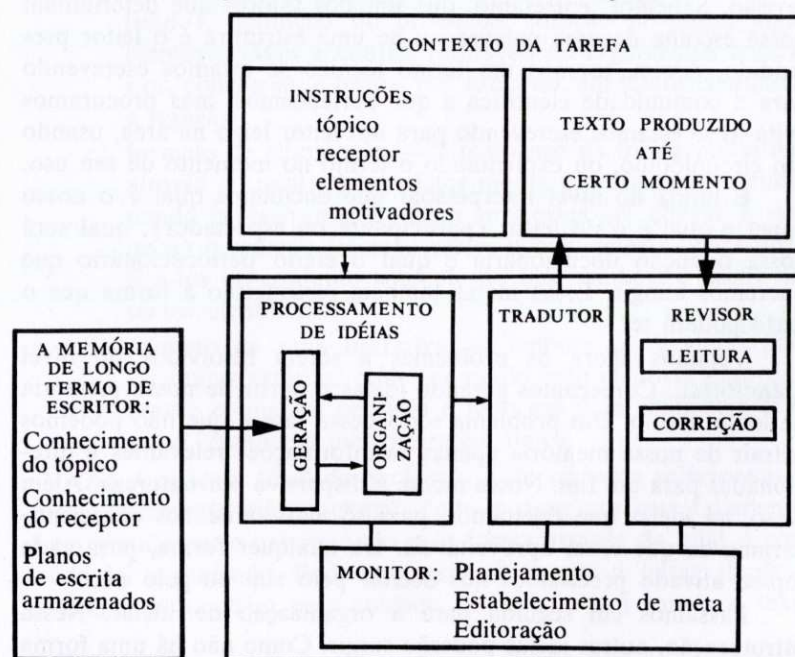 CONTEXTO DA TAREFA
INSTRUÇÕES
tópico
receptor
elementos
motivadores
TEXTO PRODUZIDO
ATÉ
CERTO MOMENTO
PROCESSAMENTO
DE IDÉIAS
GERAÇÃO
ORGANI-
ZAÇÃO
TRADUTOR
REVISOR
LEITURA
CORREÇÃO
A MEMÓRIA
DE LONGO
TERMO DE
ESCRITOR:
Conhecimento
do tópico
Conhecimento
do receptor
Planos
de escrita
armazenados
MONITOR: Planejamento
Estabelecimento de meta
Editoração